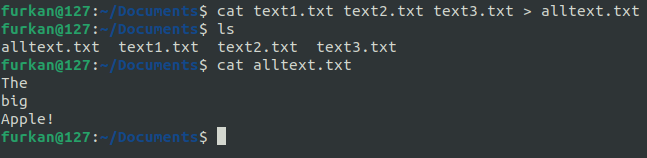 furkan@127:~/Documents$ cat text1.txt text2.txt text3.txt > alltext.txt
furkan@127:~/Documents$ ls
alltext.txt  text1.txt  text2.txt  text3.txt
furkan@127:~/Documents$ cat alltext.txt
The
big
Apple!
furkan@127:~/Documents$